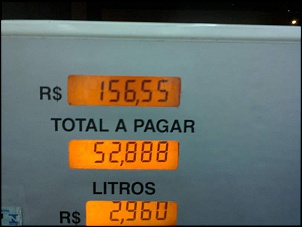 R$ 156,55
TOTAL A PAGAR
52,888
LITROS
R$ 2,960